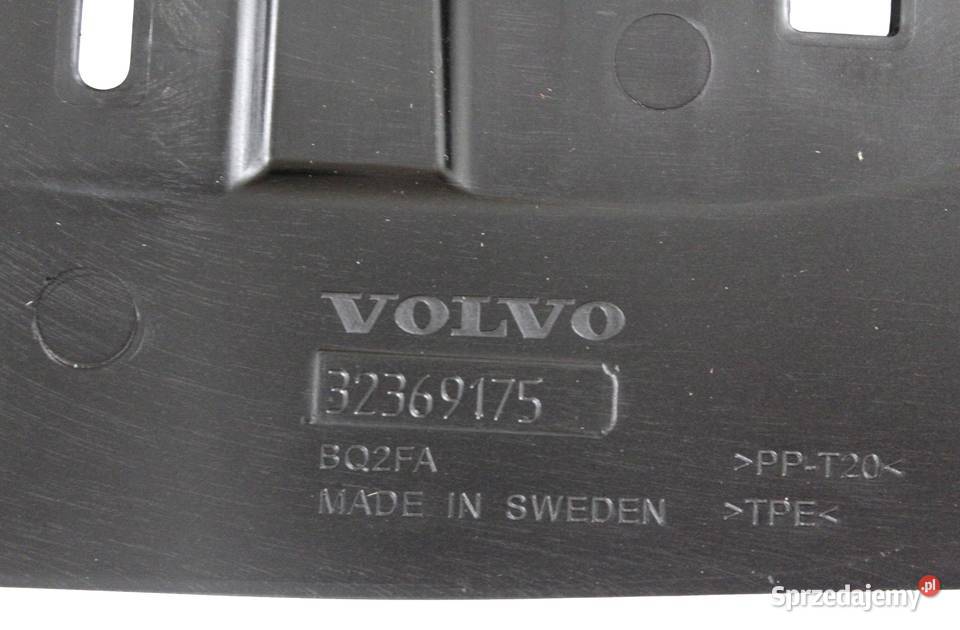 VOLVO
32369175
BQ2FA
>PP-T20<
MADE IN SWEDEN
>TPE<
Sprzedajemy.pl